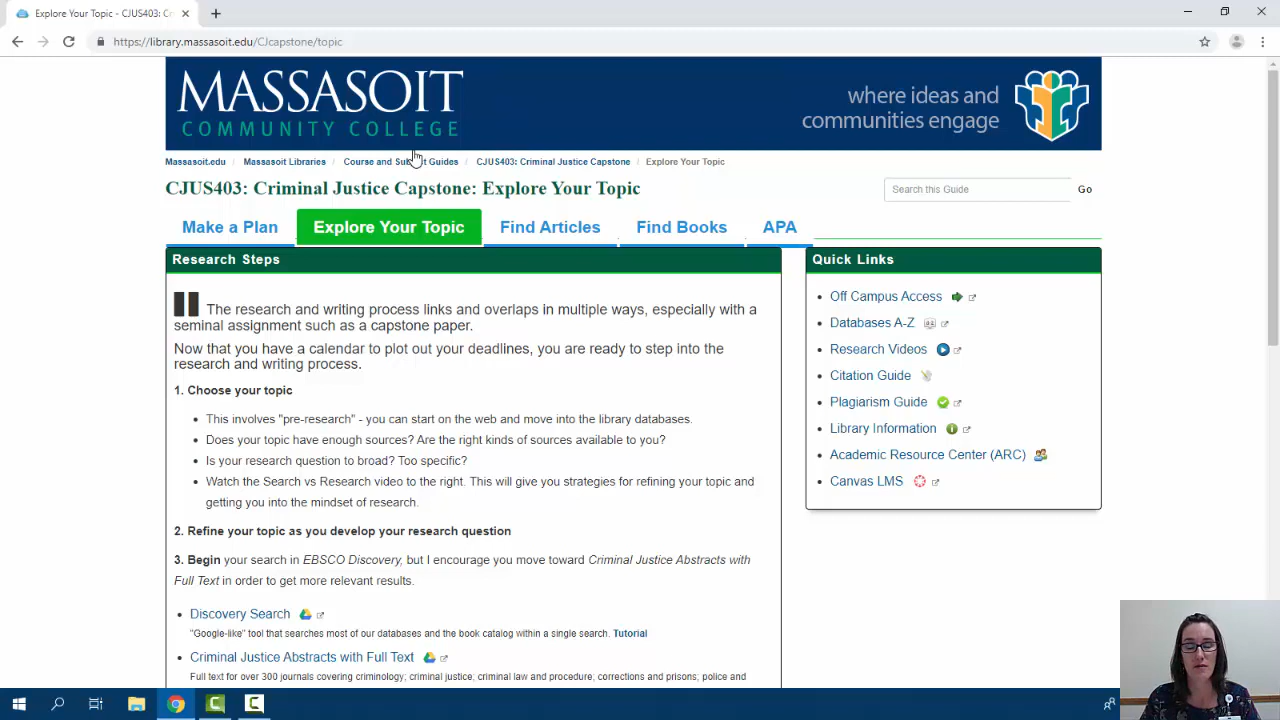 Explore Your Topic - CJUS403: C
https://library.massasoit.edu/CJcapstone/topic
MASSASOIT
COMMUNITY COLLEGE
where ideas and
communities engage
Massasoit.edu / Massasoit Libraries / Course and Subject Guides / CJUS403: Criminal Justice Capstone / Explore Your Topic
CJUS403: Criminal Justice Capstone: Explore Your Topic
Search this Guide Go
Make a Plan Explore Your Topic Find Articles Find Books APA
Research Steps
The research and writing process links and overlaps in multiple ways, especially with a
seminal assignment such as a capstone paper.
Now that you have a calendar to plot out your deadlines, you are ready to step into the
research and writing process.
1. Choose your topic
• This involves "pre-research" - you can start on the web and move into the library databases.
• Does your topic have enough sources? Are the right kinds of sources available to you?
• Is your research question to broad? Too specific?
• Watch the Search vs Research video to the right. This will give you strategies for refining your topic and
getting you into the mindset of research.
2. Refine your topic as you develop your research question
3. Begin your search in EBSCO Discovery, but I encourage you move toward Criminal Justice Abstracts with
Full Text in order to get more relevant results.
• Discovery Search
"Google-like" tool that searches most of our databases and the book catalog within a single search. Tutorial
• Criminal Justice Abstracts with Full Text
Full text for over 300 journals covering criminology; criminal justice; criminal law and procedure; corrections and prisons; police and
Quick Links
• Off Campus Access
• Databases A-Z
• Research Videos
• Citation Guide
• Plagiarism Guide
• Library Information
• Academic Resource Center (ARC)
• Canvas LMS